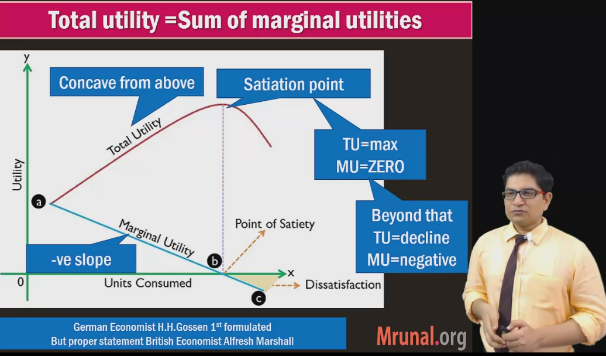 Total utility =Sum of marginal utilities
y
Concave from above
Satiation point
Total Utility
TU=max
MU=ZERO
Utility
a
Marginal Utility
Point of Satiety
Beyond that
TU=decline
MU=negative
-ve slope
b
x
0
Units Consumed
Dissatisfaction
c
German Economist H.H.Gossen 1st formulated
But proper statement British Economist Alfresh Marshall
Mrunal.org